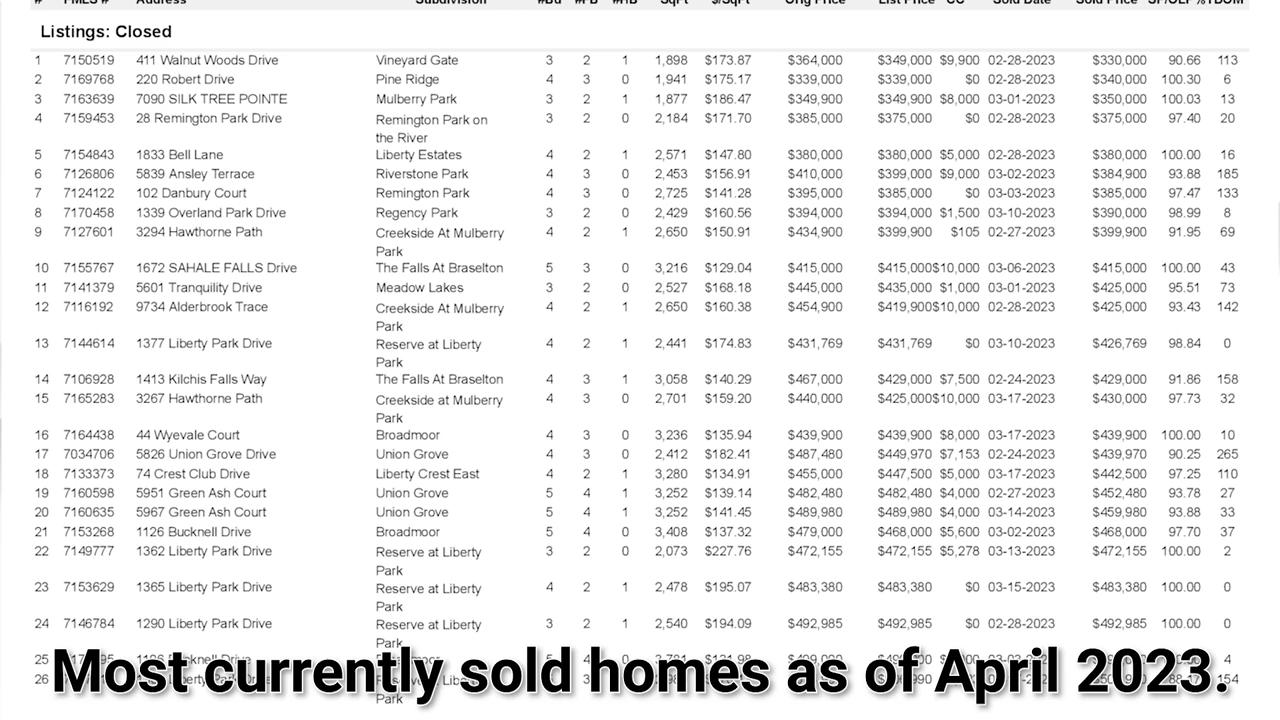 # FMLS # Address Subdivision #Bd #FB #HB SqFt $/SqFt Orig Price List Price CC Sold Date Sold Price SP/OLP % TDOM
Listings: Closed
1 7150519 411 Walnut Woods Drive Vineyard Gate 3 2 1 1,898 $173.87 $364,000 $349,000 $9,900 02-28-2023 $330,000 90.66 113
2 7169768 220 Robert Drive Pine Ridge 4 3 0 1,941 $175.17 $339,000 $339,000 $0 02-28-2023 $340,000 100.30 6
3 7163639 7090 SILK TREE POINTE Mulberry Park 3 2 1 1,877 $186.47 $349,900 $349,900 $8,000 03-01-2023 $350,000 100.03 13
4 7159453 28 Remington Park Drive Remington Park on 3 2 0 2,184 $171.70 $385,000 $375,000 $0 02-28-2023 $375,000 97.40 20
the River
5 7154843 1833 Bell Lane Liberty Estates 4 2 1 2,571 $147.80 $380,000 $380,000 $5,000 02-28-2023 $380,000 100.00 16
6 7126806 5839 Ansley Terrace Riverstone Park 4 3 0 2,453 $156.91 $410,000 $399,000 $9,000 03-02-2023 $384,900 93.88 185
7 7124122 102 Danbury Court Remington Park 4 3 0 2,725 $141.28 $395,000 $385,000 $0 03-03-2023 $385,000 97.47 133
8 7170458 1339 Overland Park Drive Regency Park 3 2 0 2,429 $160.56 $394,000 $394,000 $1,500 03-10-2023 $390,000 98.99 8
9 7127601 3294 Hawthorne Path Creekside At Mulberry 4 2 1 2,650 $150.91 $434,900 $399,900 $105 02-27-2023 $399,900 91.95 69
Park
10 7155767 1672 SAHALE FALLS Drive The Falls At Braselton 5 3 0 3,216 $129.04 $415,000 $415,000 $10,000 03-06-2023 $415,000 100.00 43
11 7141379 5601 Tranquility Drive Meadow Lakes 3 2 0 2,527 $168.18 $445,000 $435,000 $1,000 03-01-2023 $425,000 95.51 73
12 7116192 9734 Alderbrook Trace Creekside At Mulberry 4 2 1 2,650 $160.38 $454,900 $419,900 $10,000 02-28-2023 $425,000 93.43 142
Park
13 7144614 1377 Liberty Park Drive Reserve at Liberty 4 2 1 2,441 $174.83 $431,769 $431,769 $0 03-10-2023 $426,769 98.84 0
Park
14 7106928 1413 Kilchis Falls Way The Falls At Braselton 4 3 1 3,058 $140.29 $467,000 $429,000 $7,500 02-24-2023 $429,000 91.86 158
15 7165283 3267 Hawthorne Path Creekside at Mulberry 4 3 0 2,701 $159.20 $440,000 $425,000 $10,000 03-17-2023 $430,000 97.73 32
Park
16 7164438 44 Wyevale Court Broadmoor 4 3 0 3,236 $135.94 $439,900 $439,900 $8,000 03-17-2023 $439,900 100.00 10
17 7034706 5826 Union Grove Drive Union Grove 4 3 0 2,412 $182.41 $487,480 $449,970 $7,153 02-24-2023 $439,970 90.25 265
18 7133373 74 Crest Club Drive Liberty Crest East 4 2 1 3,280 $134.91 $455,000 $447,500 $5,000 03-17-2023 $442,500 97.25 110
19 7160598 5951 Green Ash Court Union Grove 5 4 1 3,252 $139.14 $482,480 $482,480 $4,000 02-27-2023 $452,480 93.78 27
20 7160635 5967 Green Ash Court Union Grove 5 4 1 3,252 $141.45 $489,980 $489,980 $4,000 03-14-2023 $459,980 93.88 33
21 7153268 1126 Bucknell Drive Broadmoor 5 4 0 3,408 $137.32 $479,000 $468,000 $5,600 03-02-2023 $468,000 97.70 37
22 7149777 1362 Liberty Park Drive Reserve at Liberty 3 2 0 2,073 $227.76 $472,155 $472,155 $5,278 03-13-2023 $472,155 100.00 2
Park
23 7153629 1365 Liberty Park Drive Reserve at Liberty 4 2 1 2,478 $195.07 $483,380 $483,380 $0 03-15-2023 $483,380 100.00 0
Park
24 7146784 1290 Liberty Park Drive Reserve at Liberty 3 2 1 2,540 $194.09 $492,985 $492,985 $0 02-28-2023 $492,985 100.00 0
Park
25 4
26 154
Park
Most currently sold homes as of April 2023.